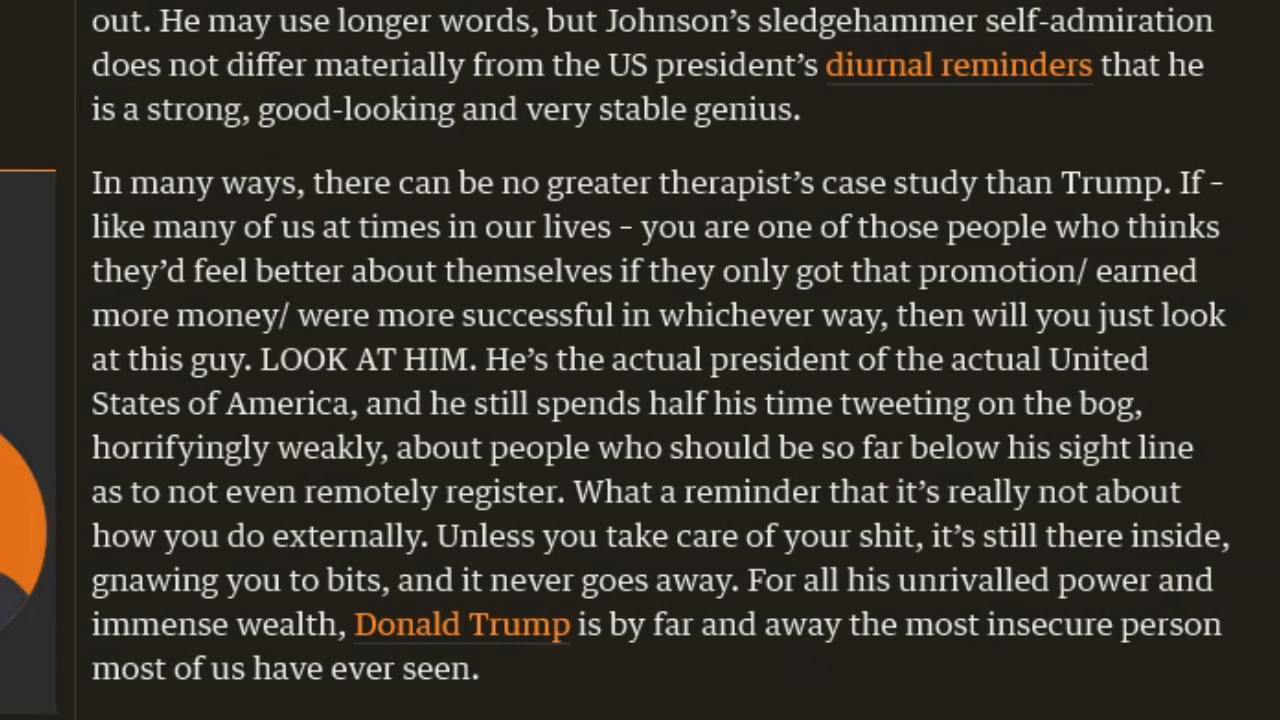 out. He may use longer words, but Johnson’s sledgehammer self-admiration
does not differ materially from the US president’s diurnal reminders that he
is a strong, good-looking and very stable genius.
In many ways, there can be no greater therapist’s case study than Trump. If –
like many of us at times in our lives – you are one of those people who thinks
they’d feel better about themselves if they only got that promotion/ earned
more money/ were more successful in whichever way, then will you just look
at this guy. LOOK AT HIM. He’s the actual president of the actual United
States of America, and he still spends half his time tweeting on the bog,
horrifyingly weakly, about people who should be so far below his sight line
as to not even remotely register. What a reminder that it’s really not about
how you do externally. Unless you take care of your shit, it’s still there inside,
gnawing you to bits, and it never goes away. For all his unrivalled power and
immense wealth, Donald Trump is by far and away the most insecure person
most of us have ever seen.